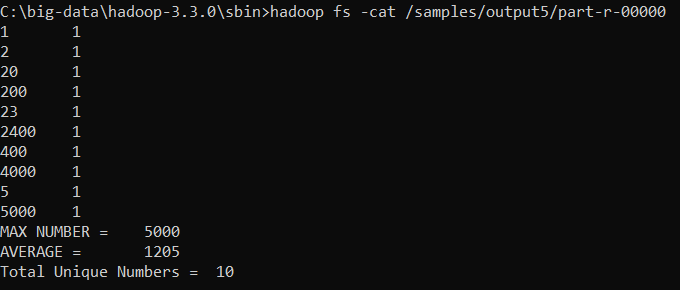 C:\big-data\hadoop-3.3.0\sbin>hadoop fs -cat /samples/output5/part-r-00000
1 1
2 1
20 1
200 1
23 1
2400 1
400 1
4000 1
5 1
5000 1
MAX NUMBER = 5000
AVERAGE = 1205
Total Unique Numbers = 10